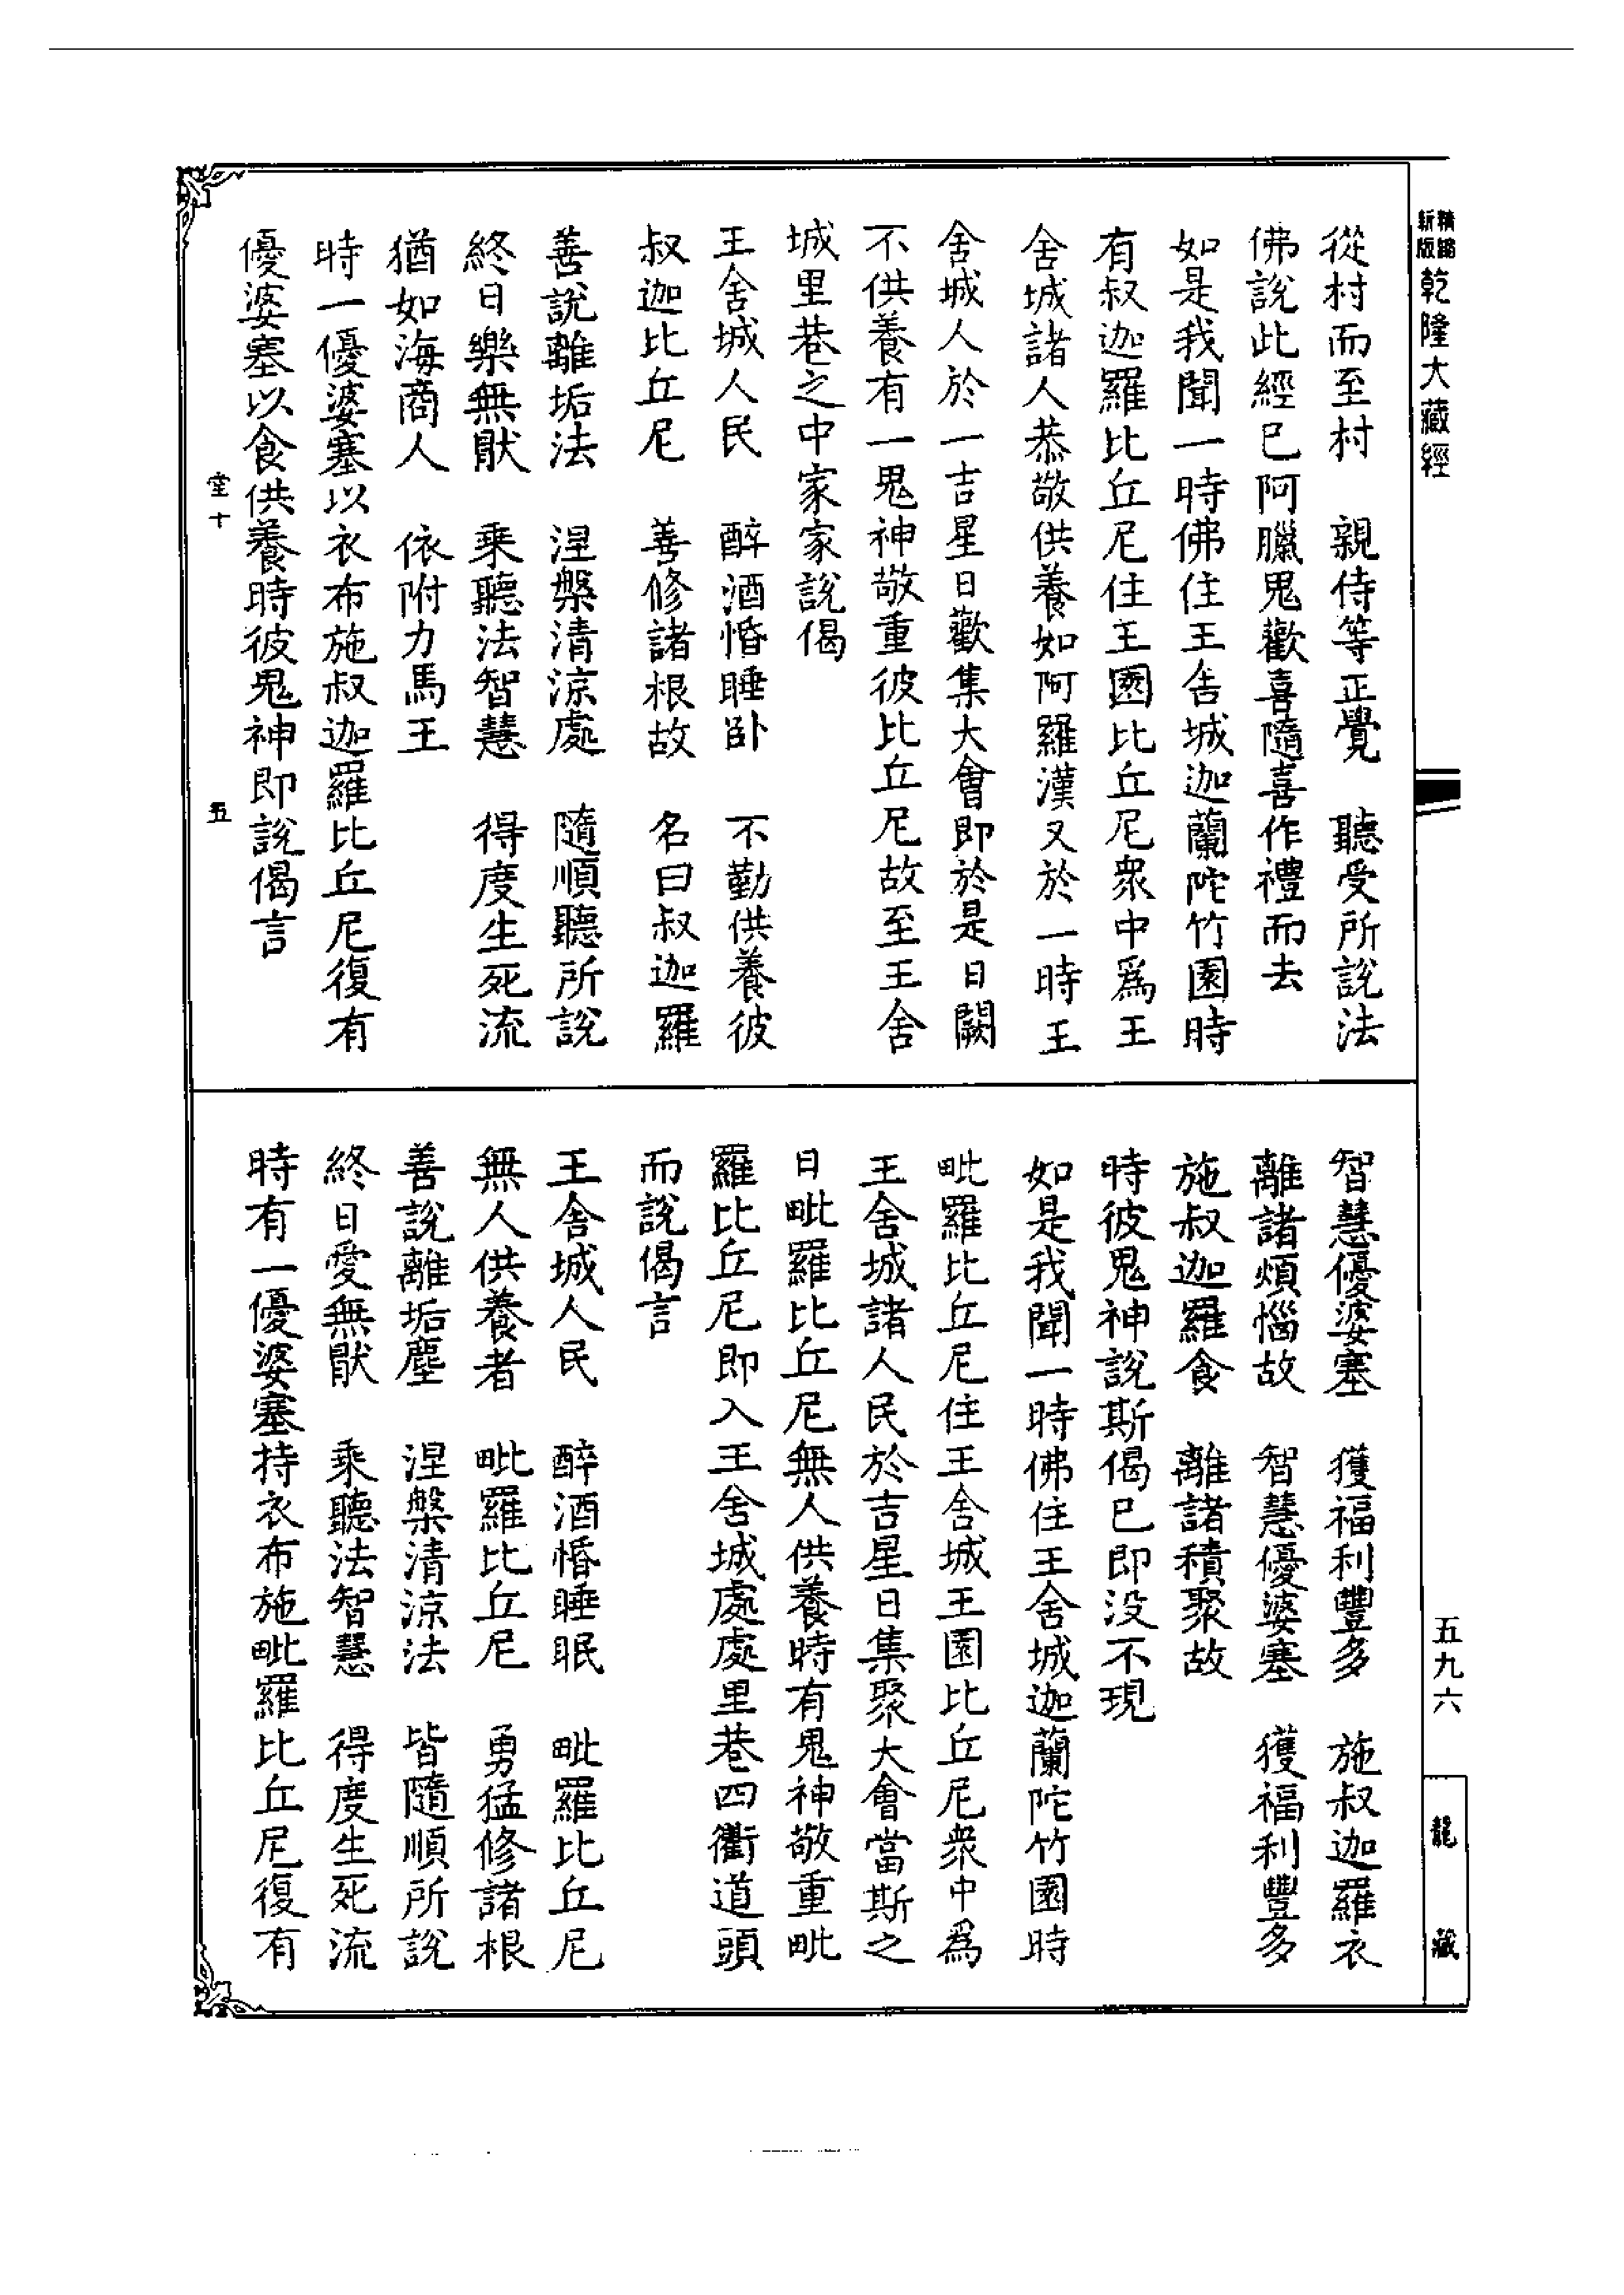 精縮
新版
乾隆大藏經
從村而至村　親侍等正覺　聽受所說法
佛說此經已阿臘鬼歡喜隨喜作禮而去
如是我聞一時佛住王舍城迦蘭陀竹園時
有叔迦羅比丘尼住王園比丘尼衆中爲王
舍城諸人恭敬供養如阿羅漢又於一時王
舍城人於一吉星日歡集大會即於是日闕
不供養有一鬼神敬重彼比丘尼故至王舍
城里巷之中家家說偈
王舍城人民　醉酒惛睡卧　不勤供養彼
叔迦比丘尼　善修諸根故　名曰叔迦羅
善說離垢法　涅槃清涼處　隨順聽所說
終日樂無猒　乘聽法智慧　得度生死流
猶如海商人　依附力馬王
時一優婆塞以衣布施叔迦羅比丘尼復有
優婆塞以食供養時彼鬼神即說偈言
堂十　五
智慧優婆塞　獲福利豐多　施叔迦羅衣
離諸煩惱故　智慧優婆塞　獲福利豐多
施叔迦羅食　離諸積聚故
時彼鬼神說斯偈已即没不現
如是我聞一時佛住王舍城迦蘭陀竹園時
毗羅比丘尼住王舍城王園比丘尼衆中爲
王舍城諸人民於吉星日集聚大會當斯之
日毗羅比丘尼無人供養時有鬼神敬重毗
羅比丘尼即入王舍城處處里巷四衢道頭
而說偈言
王舍城人民　醉酒惛睡眠　毗羅比丘尼
無人供養者　毗羅比丘尼　勇猛修諸根
善說離垢塵　涅槃清涼法　皆隨順所說
終日愛無猒　乘聽法智慧　得度生死流
時有一優婆塞持衣布施毗羅比丘尼復有
五九六
龍藏